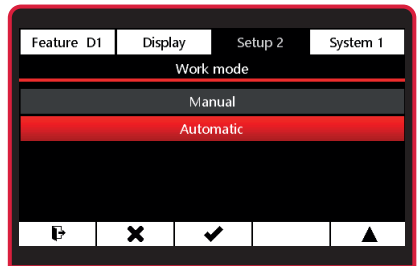 Feature D1 Display Setup 2 System 1
Work mode
Manual
Automatic